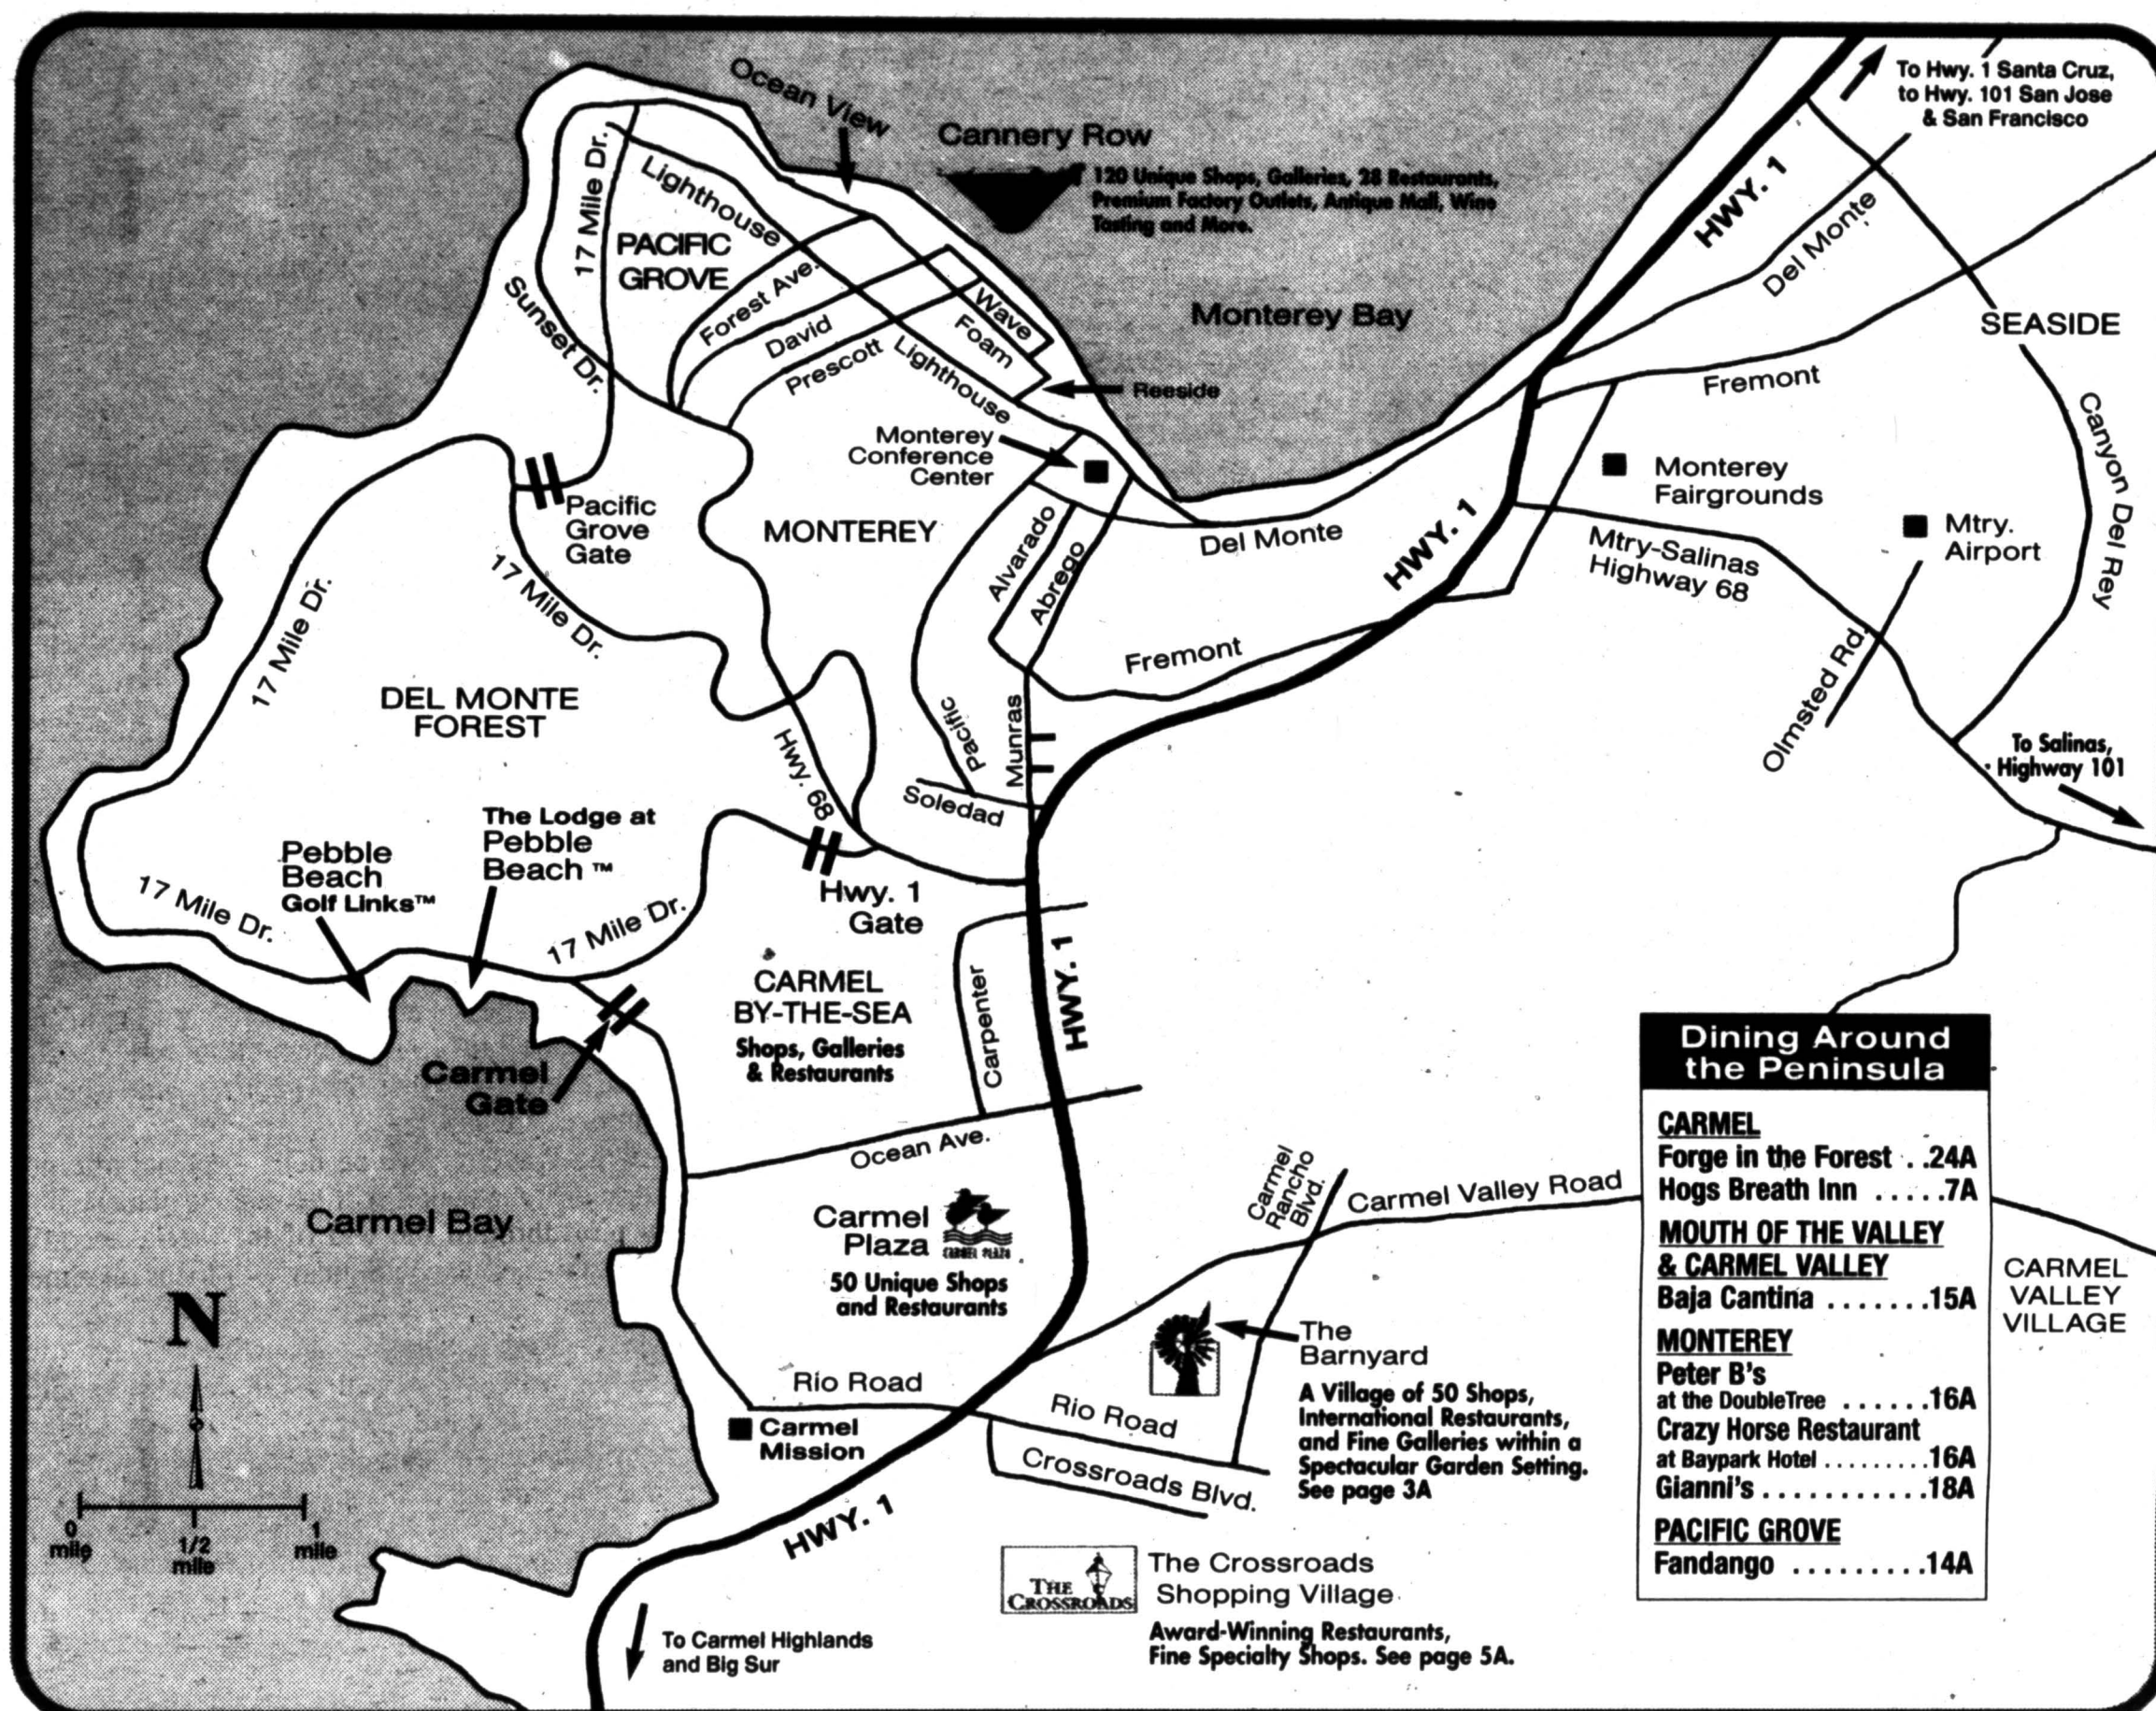 Ocean View
Cannery Row
120 Unique Shops, Galleries, 28 Restaurants,
Premium Factory Outlets, Antique Mall, Wine
Tasting and More.
To Hwy. 1 Santa Cruz,
to Hwy. 101 San Jose
& San Francisco
17 Mile Dr.
Lighthouse
PACIFIC
GROVE
Sunset Dr.
Forest Ave.
David
Prescott
Lighthouse
Wave
Foam
Reeside
Monterey Bay
HWY. 1
Del Monte
SEASIDE
Fremont
Canyon Del Rey
Monterey
Conference
Center
Monterey
Fairgrounds
Mtry.
Airport
Pacific
Grove
Gate
MONTEREY
Alvarado
Abrego
Del Monte
HWY. 1
Mtry-Salinas
Highway 68
17 Mile Dr.
17 Mile Dr.
DEL MONTE
FOREST
Fremont
Olmsted Rd.
Pacific
Munras
Hwy. 68
Soledad
To Salinas,
Highway 101
The Lodge at
Pebble
Beach ™
Pebble
Beach
Golf Links™
17 Mile Dr.
17 Mile Dr.
Hwy. 1
Gate
CARMEL
BY-THE-SEA
Shops, Galleries
& Restaurants
Carpenter
HWY. 1
Carmel
Gate
Ocean Ave.
Carmel Bay
Carmel
Plaza
CARMEL PLAZA
50 Unique Shops
and Restaurants
Carmel
Rancho
Blvd.
Carmel Valley Road
CARMEL
VALLEY
VILLAGE
N
0
mile
1/2
mile
1
mile
Rio Road
Carmel
Mission
Rio Road
Crossroads Blvd.
The
Barnyard
A Village of 50 Shops,
International Restaurants,
and Fine Galleries within a
Spectacular Garden Setting.
See page 3A
HWY. 1
THE
CROSSROADS
The Crossroads
Shopping Village
Award-Winning Restaurants,
Fine Specialty Shops. See page 5A.
To Carmel Highlands
and Big Sur
Dining Around
the Peninsula
CARMEL
Forge in the Forest . .24A
Hogs Breath Inn .....7A
MOUTH OF THE VALLEY
& CARMEL VALLEY
Baja Cantina .......15A
MONTEREY
Peter B's
at the DoubleTree ......16A
Crazy Horse Restaurant
at Baypark Hotel .........16A
Gianni's...........18A
PACIFIC GROVE
Fandango .........14A